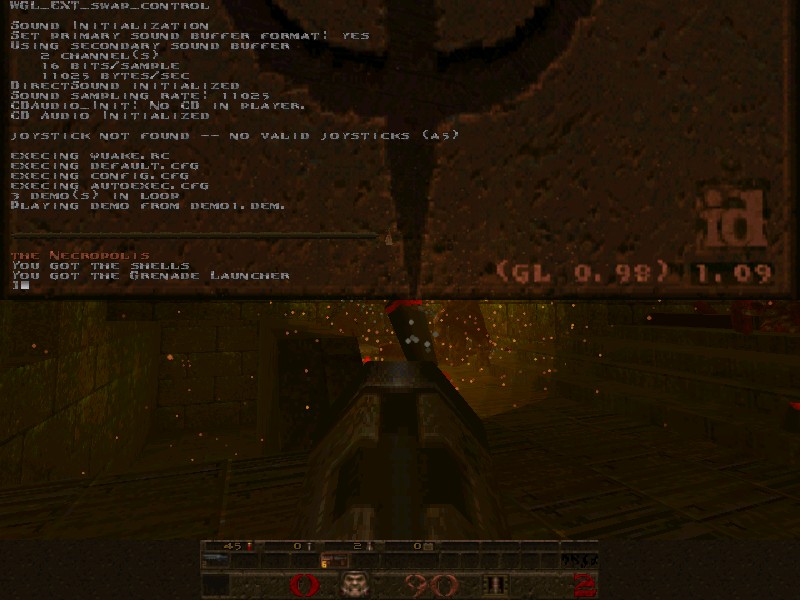 WGL_EXT_SWAP_CONTROL
Sound Initialization
Set primary sound buffer format: yes
Using secondary sound buffer
2 channel(s)
16 bits/sample
11025 bytes/sec
DirectSound initialized
Sound sampling rate: 11025
CDAudio_Init: No CD in player.
CD Audio Initialized
joystick not found -- no valid joysticks (a5)
execing quake.rc
execing default.cfg
execing config.cfg
execing autoexec.cfg
3 demo(s) in loop
Playing demo from demo1.dem.
the Necropolis
You got the shells
You got the Grenade Launcher
]
id
(GL 0.98) 1.09
45 0 2 0
6
0 90 2